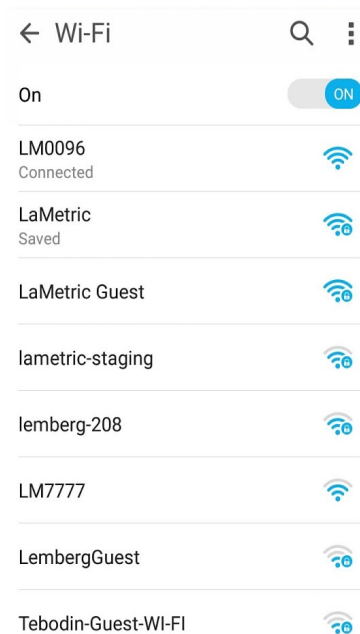 Wi-Fi
On
ON
LM0096
Connected
LaMetric
Saved
LaMetric Guest
lametric-staging
lemberg-208
LM7777
LembergGuest
Tebodin-Guest-WI-FI